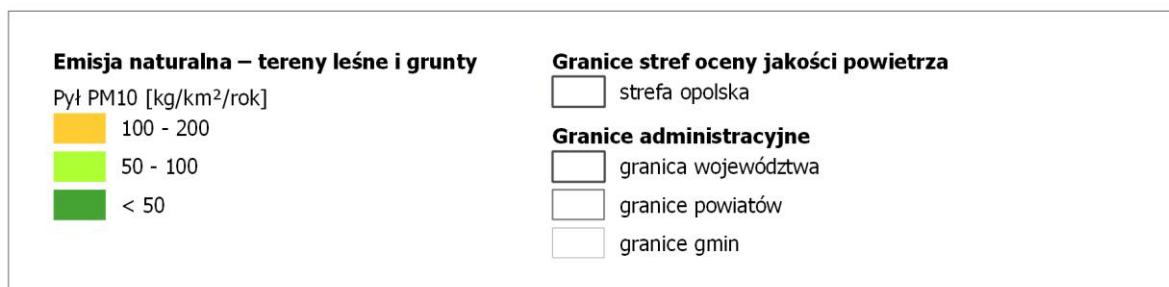 Emisja naturalna – tereny leśne i grunty
Pył PM10 [kg/km²/rok]
100 - 200
50 - 100
< 50
Granice stref oceny jakości powietrza
strefa opolska
Granice administracyjne
granica województwa
granice powiatów
granice gmin